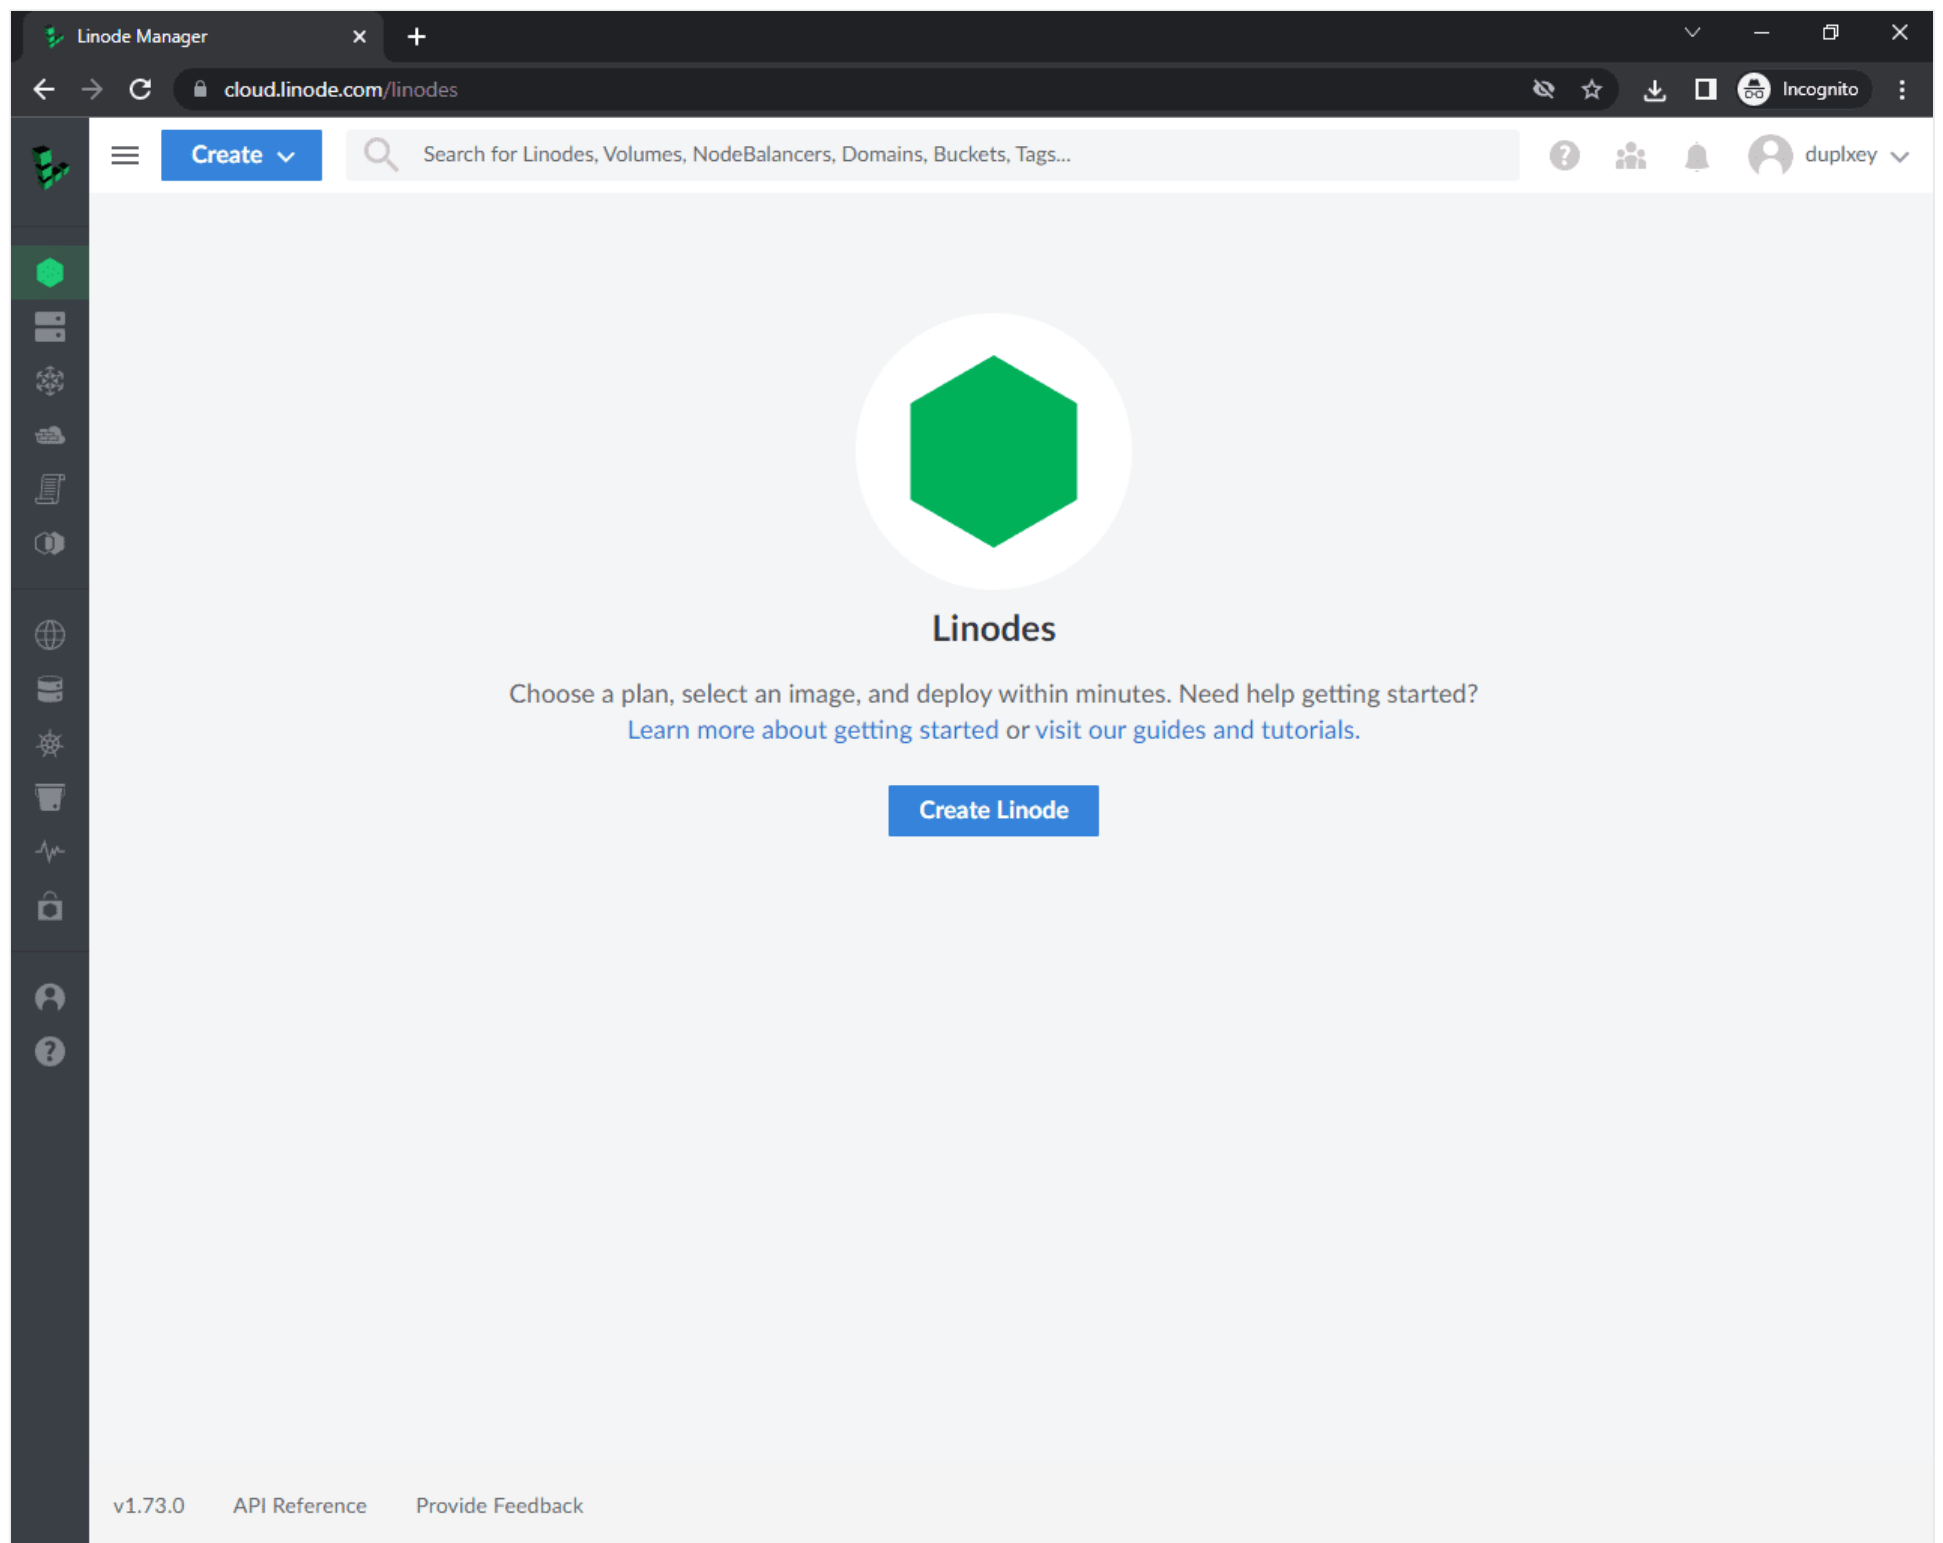 Linode Manager
cloud.linode.com/linodes
Incognito
Create
Search for Linodes, Volumes, NodeBalancers, Domains, Buckets, Tags...
duplxey
Linodes
Choose a plan, select an image, and deploy within minutes. Need help getting started?
Learn more about getting started or visit our guides and tutorials.
Create Linode
v1.73.0
API Reference
Provide Feedback